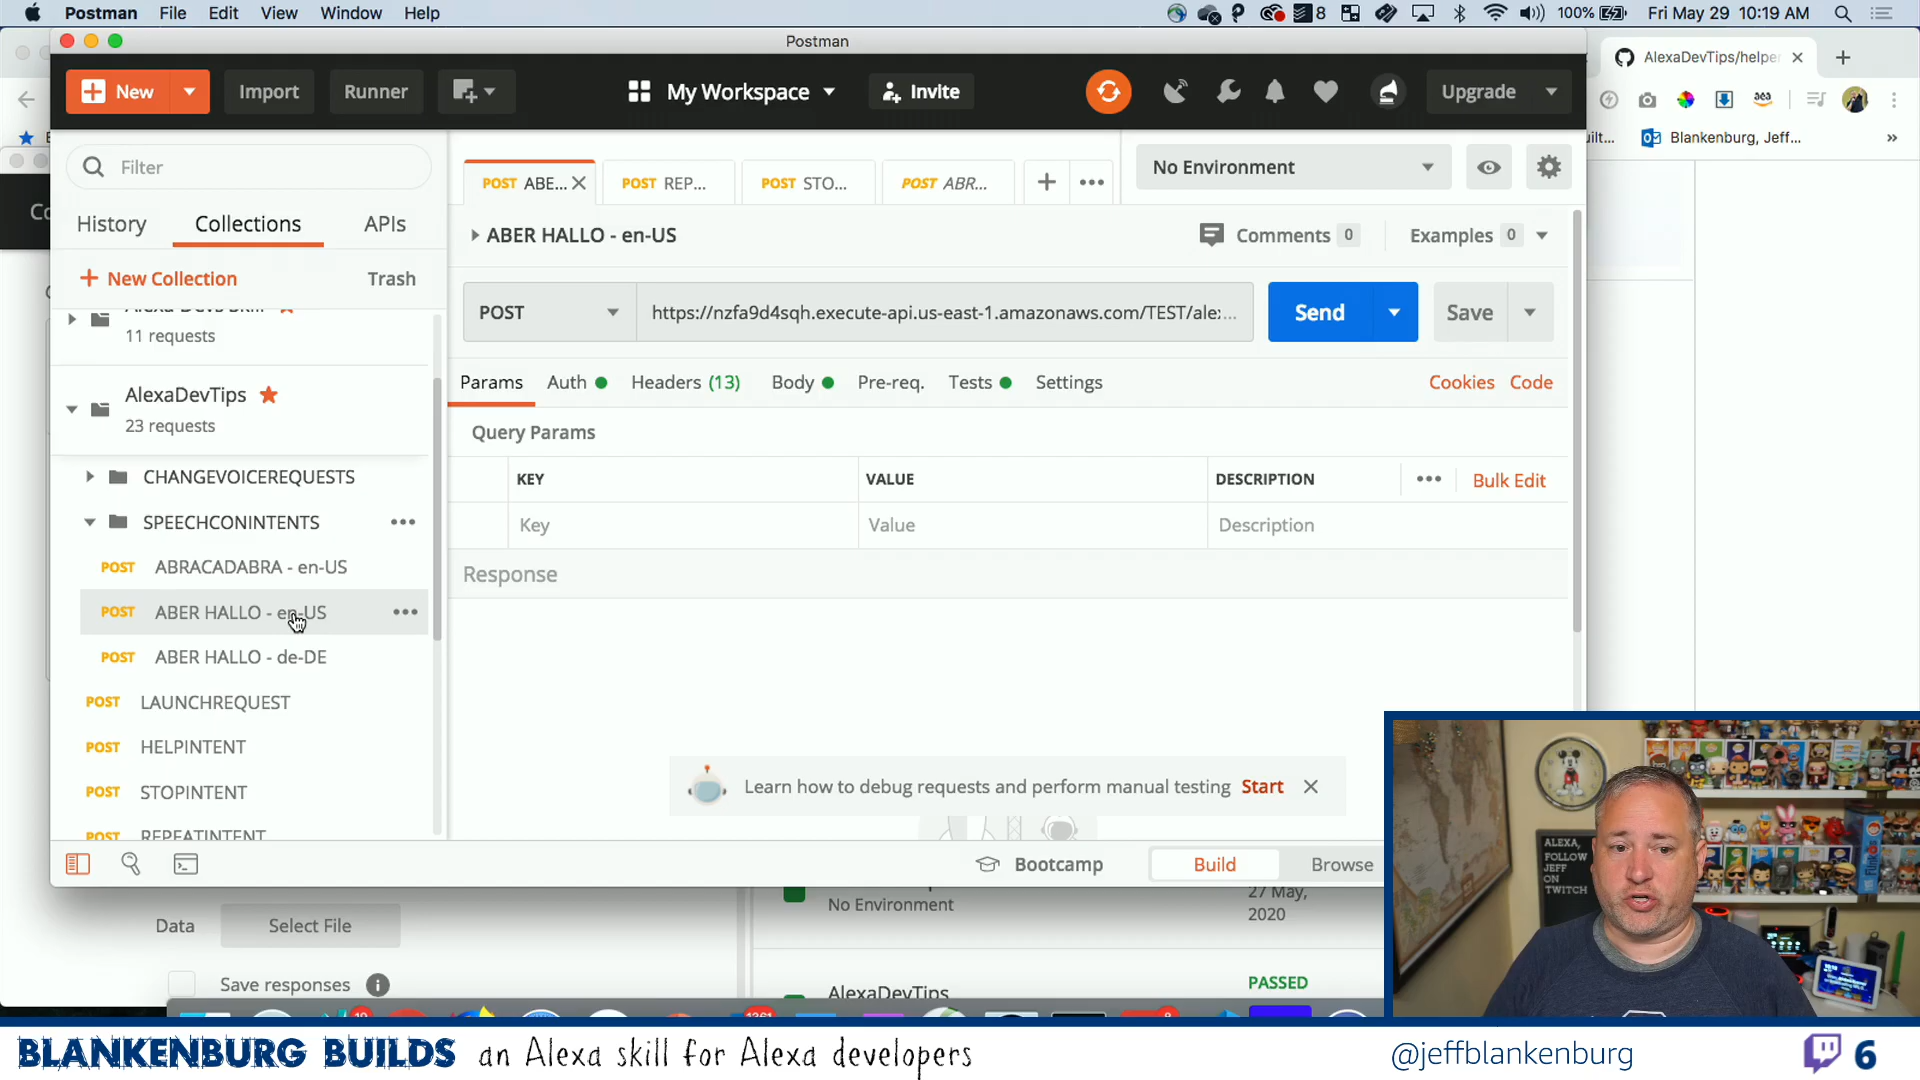 Postman File Edit View Window Help
8 100% Fri May 29 10:19 AM
Postman
AlexaDevTips/helper
New Import Runner My Workspace Invite Upgrade
Blankenburg, Jeff...
Filter
No Environment
POST ABE... POST REP... POST STO... POST ABR...
History Collections APIs
ABER HALLO - en-US Comments 0 Examples 0
New Collection Trash
POST https://nzfa9d4sqh.execute-api.us-east-1.amazonaws.com/TEST/ale... Send Save
Alexa Devs Skill
11 requests
Params Auth Headers (13) Body Pre-req. Tests Settings Cookies Code
AlexaDevTips
23 requests
Query Params
KEY VALUE DESCRIPTION Bulk Edit
Key Value Description
CHANGEVOICEREQUESTS
SPEECHCONINTENTS
Response
POST ABRACADABRA - en-US
POST ABER HALLO - en-US
POST ABER HALLO - de-DE
POST LAUNCHREQUEST
POST HELPINTENT
POST STOPINTENT
POST REPEATINTENT
Learn how to debug requests and perform manual testing Start
Bootcamp Build Browse
No Environment
27 May,
2020
Data Select File
Save responses
AlexaDevTips PASSED
ALEXA,
FOLLOW
JEFF
ON
TWITCH
BLANKENBURG BUILDS an Alexa skill for Alexa developers @jeffblankenburg 6